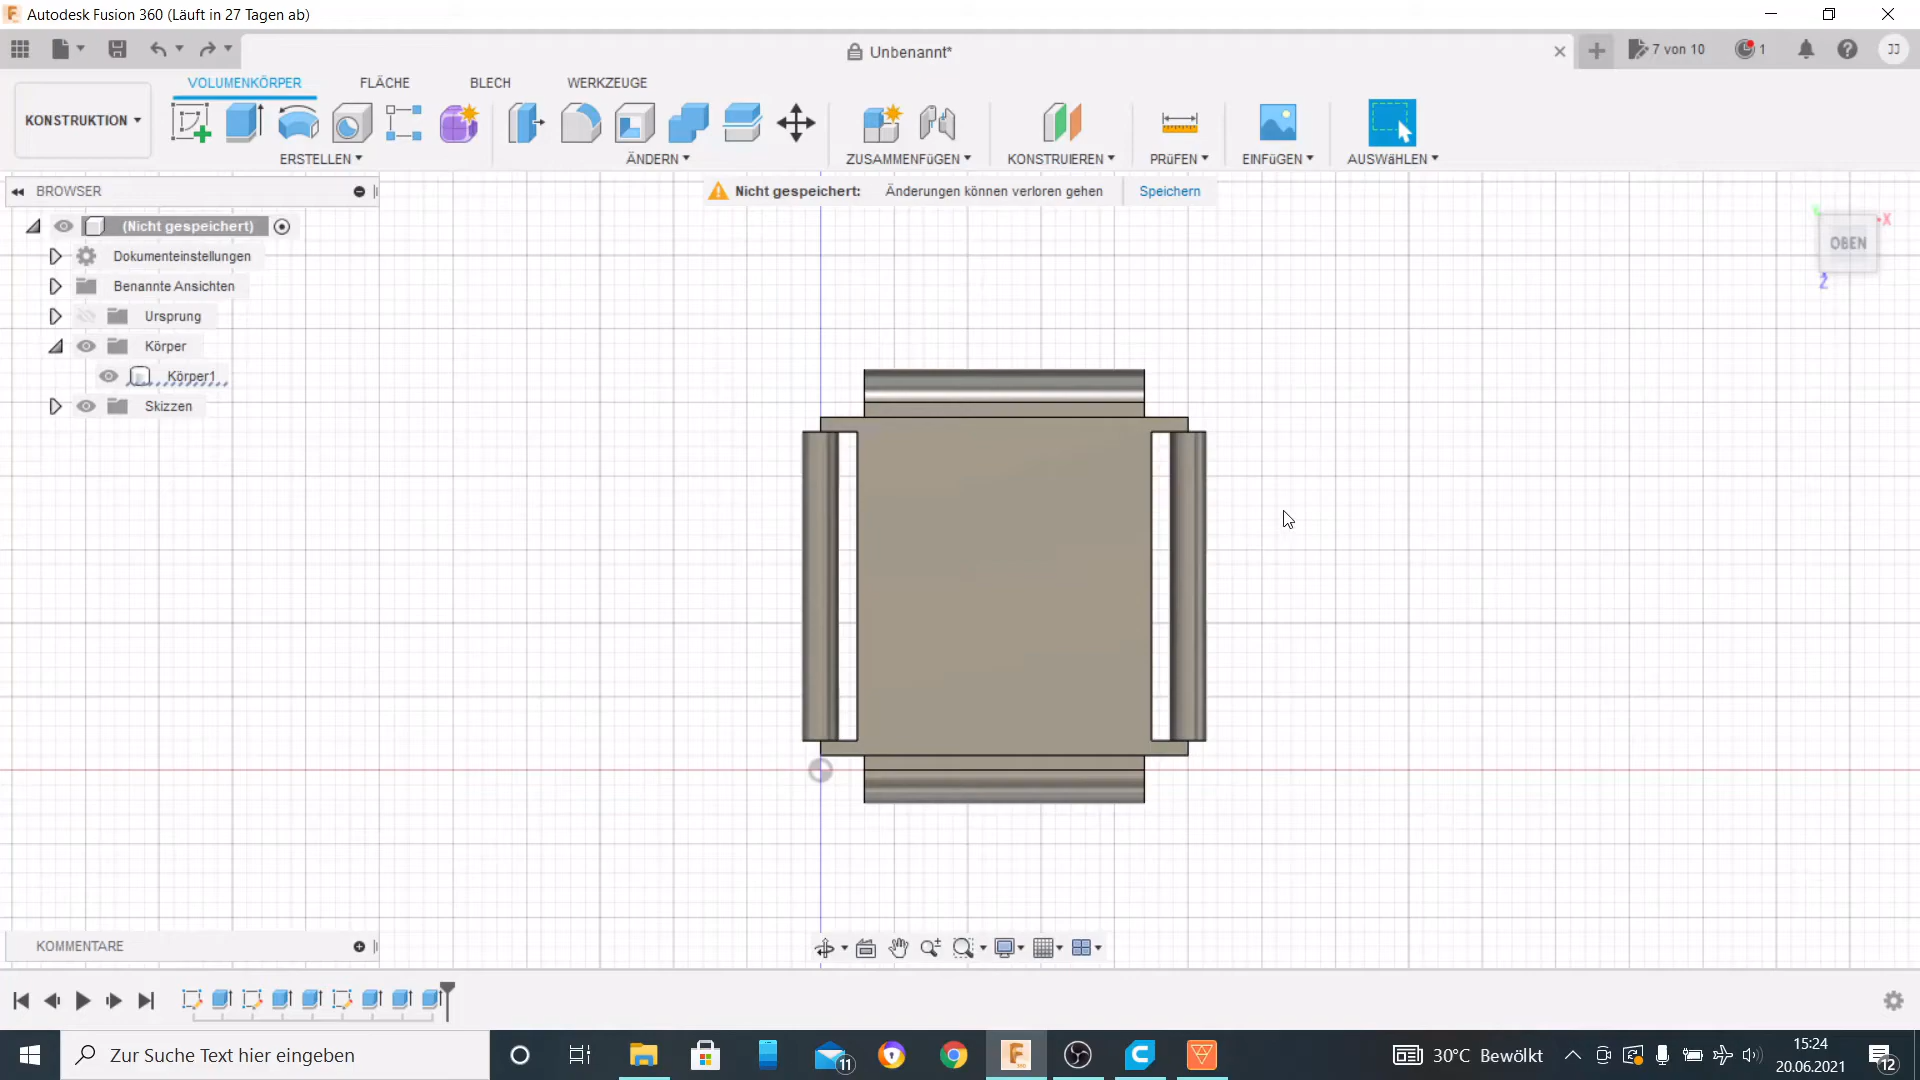 Autodesk Fusion 360 (Läuft in 27 Tagen ab)
Unbenannt*
7 von 10
1
JJ
VOLUMENKÖRPER
FLÄCHE
BLECH
WERKZEUGE
KONSTRUKTION
ERSTELLEN
ÄNDERN
ZUSAMMENFüGEN
KONSTRUIEREN
PRüFEN
EINFüGEN
AUSWäHLEN
BROWSER
Nicht gespeichert: Änderungen können verloren gehen Speichern
(Nicht gespeichert)
Dokumenteinstellungen
Benannte Ansichten
Ursprung
Körper
Körper1
Skizzen
X
OBEN
Z
KOMMENTARE
Zur Suche Text hier eingeben
11
30°C Bewölkt
15:24
20.06.2021
12